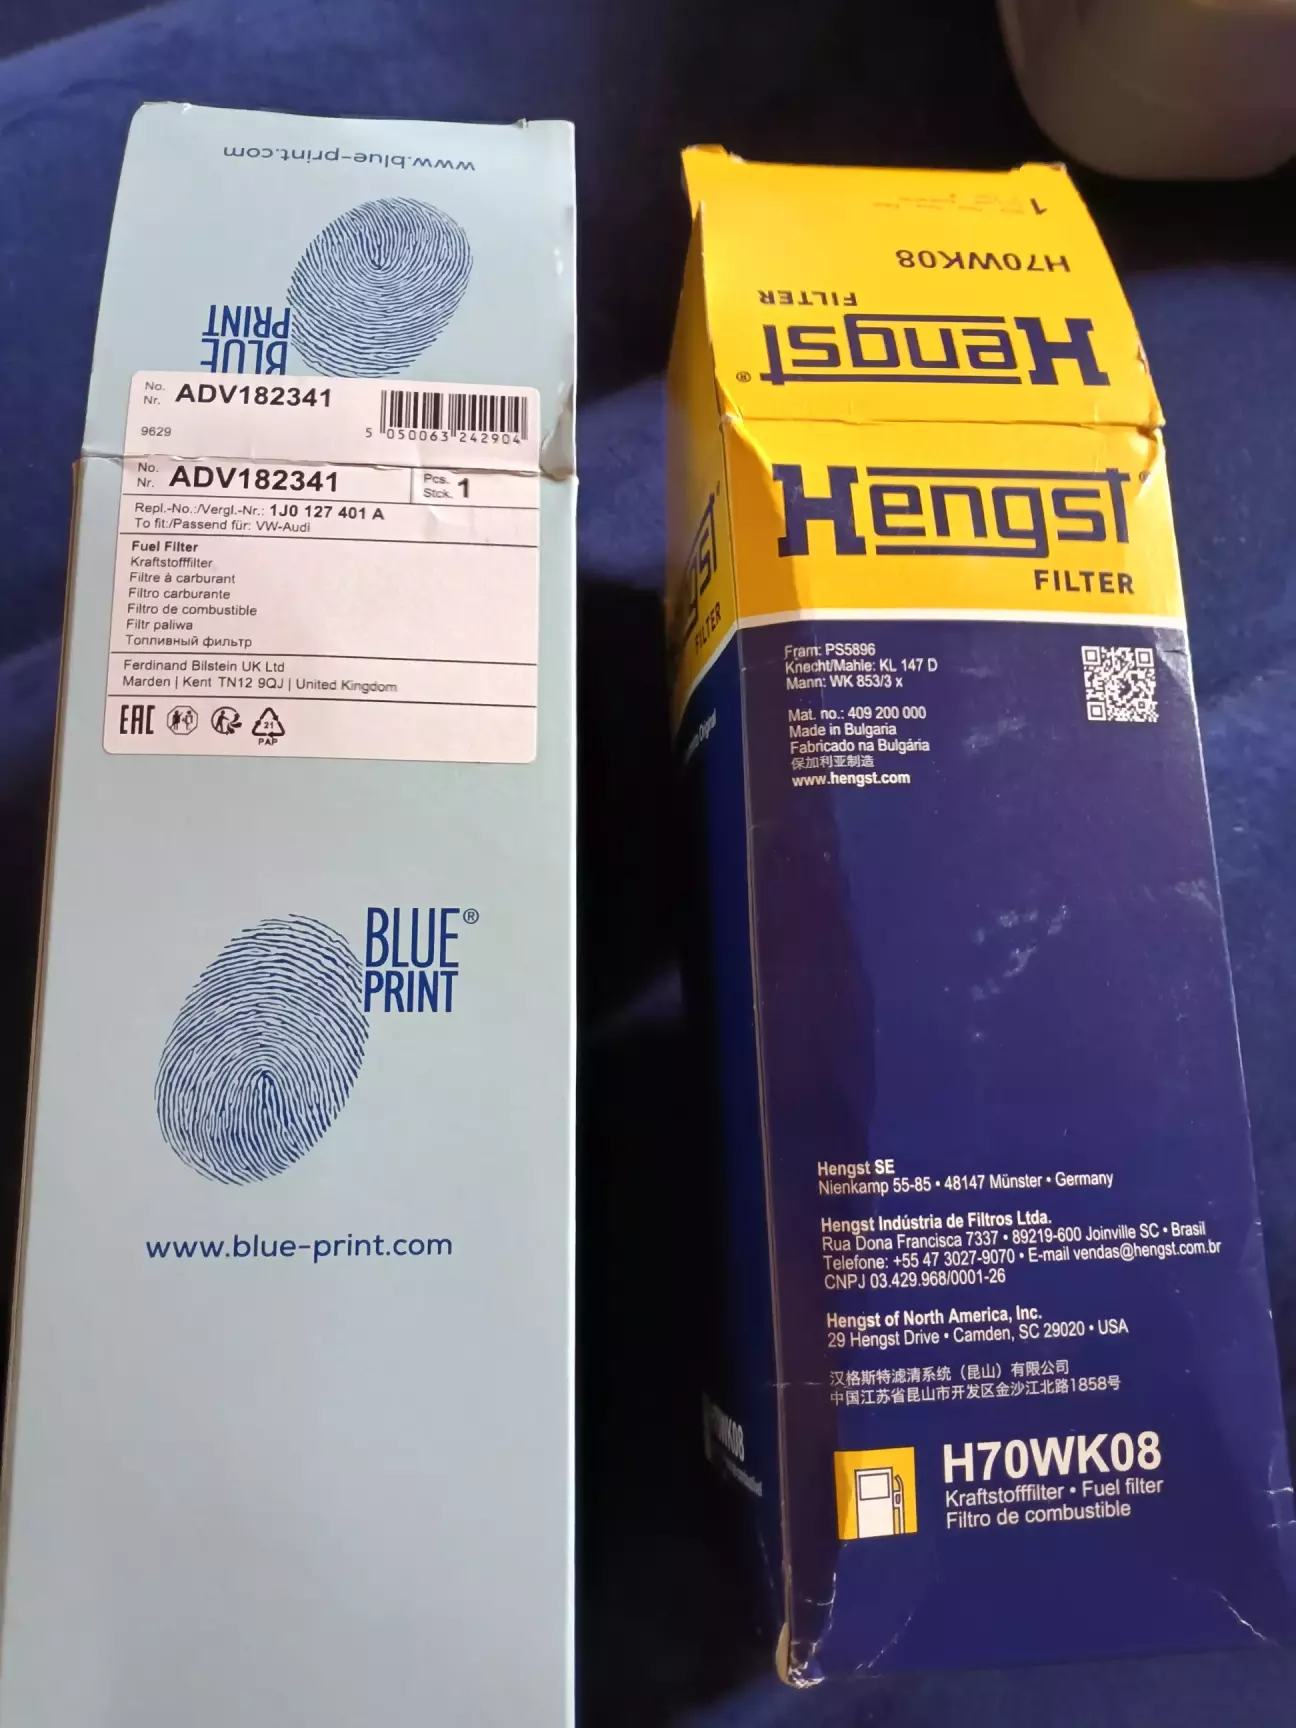 www.blue-print.com
BLUE
PRINT
No.
Nr.
ADV182341
9629
5 050063 242904
No.
Nr.
ADV182341
Pcs.
Stck.
1
Repl.-No.:/Vergl.-Nr.: 1J0 127 401 A
To fit:/Passend für: VW-Audi
Fuel Filter
Kraftstofffilter
Filtre à carburant
Filtro carburante
Filtro de combustible
Filtr paliwa
Топливный фильтр
Ferdinand Bilstein UK Ltd
Marden | Kent TN12 9QJ | United Kingdom
EAC
21
PAP
BLUE®
PRINT
www.blue-print.com
1
H70WK08
FILTER
Hengst®
Hengst®
FILTER
Fram: PS5896
Knecht/Mahle: KL 147 D
Mann: WK 853/3 x
Mat. no.: 409 200 000
Made in Bulgaria
Fabricado na Bulgária
保加利亚制造
www.hengst.com
Hengst SE
Nienkamp 55-85 • 48147 Münster • Germany
Hengst Indústria de Filtros Ltda.
Rua Dona Francisca 7337 • 89219-600 Joinville SC • Brasil
Telefone: +55 47 3027-9070 • E-mail vendas@hengst.com.br
CNPJ 03.429.968/0001-26
Hengst of North America, Inc.
29 Hengst Drive • Camden, SC 29020 • USA
汉格斯特滤清系统（昆山）有限公司
中国江苏省昆山市开发区金沙江北路1858号
H70WK08
Kraftstofffilter • Fuel filter
Filtro de combustible
FILTER